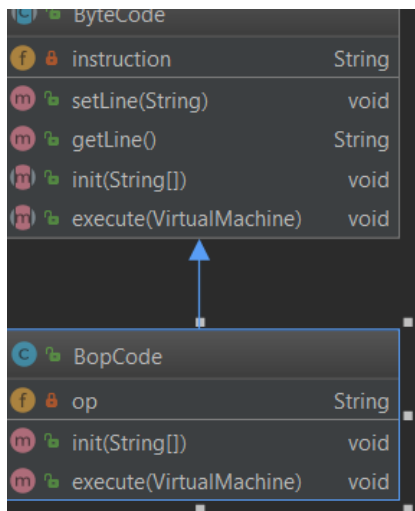 ByteCode
instruction String
setLine(String) void
getLine() String
init(String[]) void
execute(VirtualMachine) void
BopCode
op String
init(String[]) void
execute(VirtualMachine) void